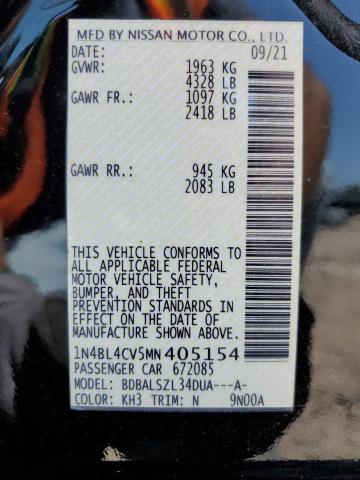 MFD BY NISSAN MOTOR CO., LTD.
DATE: 09/21
GVWR: 1963 KG
4328 LB
GAWR FR.: 1097 KG
2418 LB
GAWR RR.: 945 KG
2083 LB
THIS VEHICLE CONFORMS TO
ALL APPLICABLE FEDERAL
MOTOR VEHICLE SAFETY,
BUMPER, AND THEFT
PREVENTION STANDARDS IN
EFFECT ON THE DATE OF
MANUFACTURE SHOWN ABOVE.
1N4BL4CV5MN405154
PASSENGER CAR 672085
MODEL: BDBALSZL34DUA---A-
COLOR: KH3 TRIM: N 9N00A